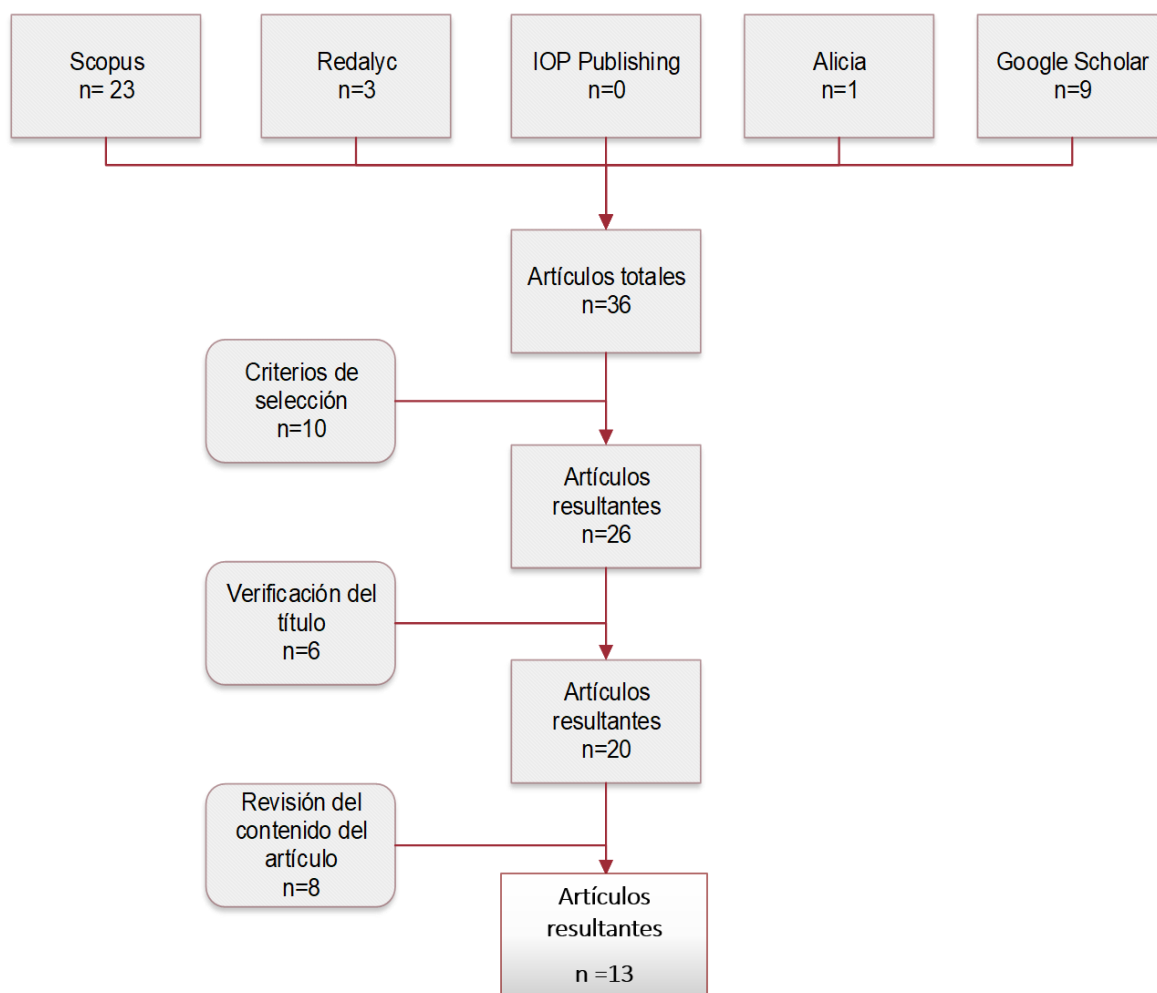 Scopus
n= 23
Redalyc
n=3
IOP Publishing
n=0
Alicia
n=1
Google Scholar
n=9
Artículos totales
n=36
Criterios de
selección
n=10
Artículos
resultantes
n=26
Verificación del
título
n=6
Artículos
resultantes
n=20
Revisión del
contenido del
artículo
n=8
Artículos
resultantes
n =13